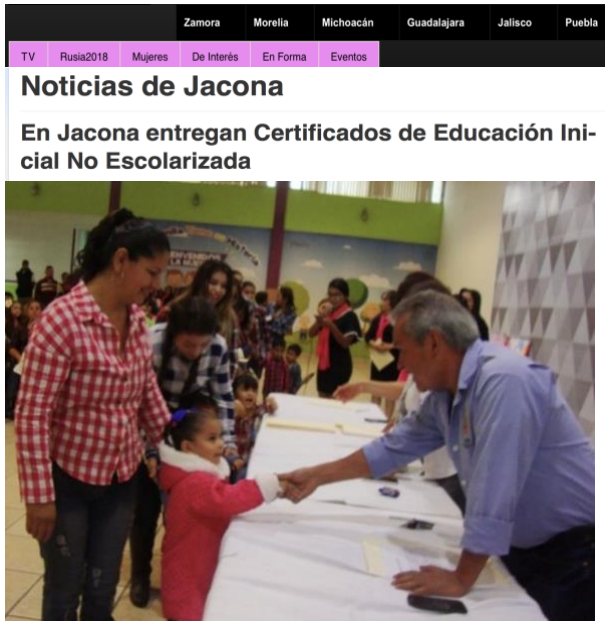 Zamora Morelia Michoacán Guadalajara Jalisco Puebla
TV Rusia2018 Mujeres De Interés En Forma Eventos
Noticias de Jacona
En Jacona entregan Certificados de Educación Ini-
cial No Escolarizada